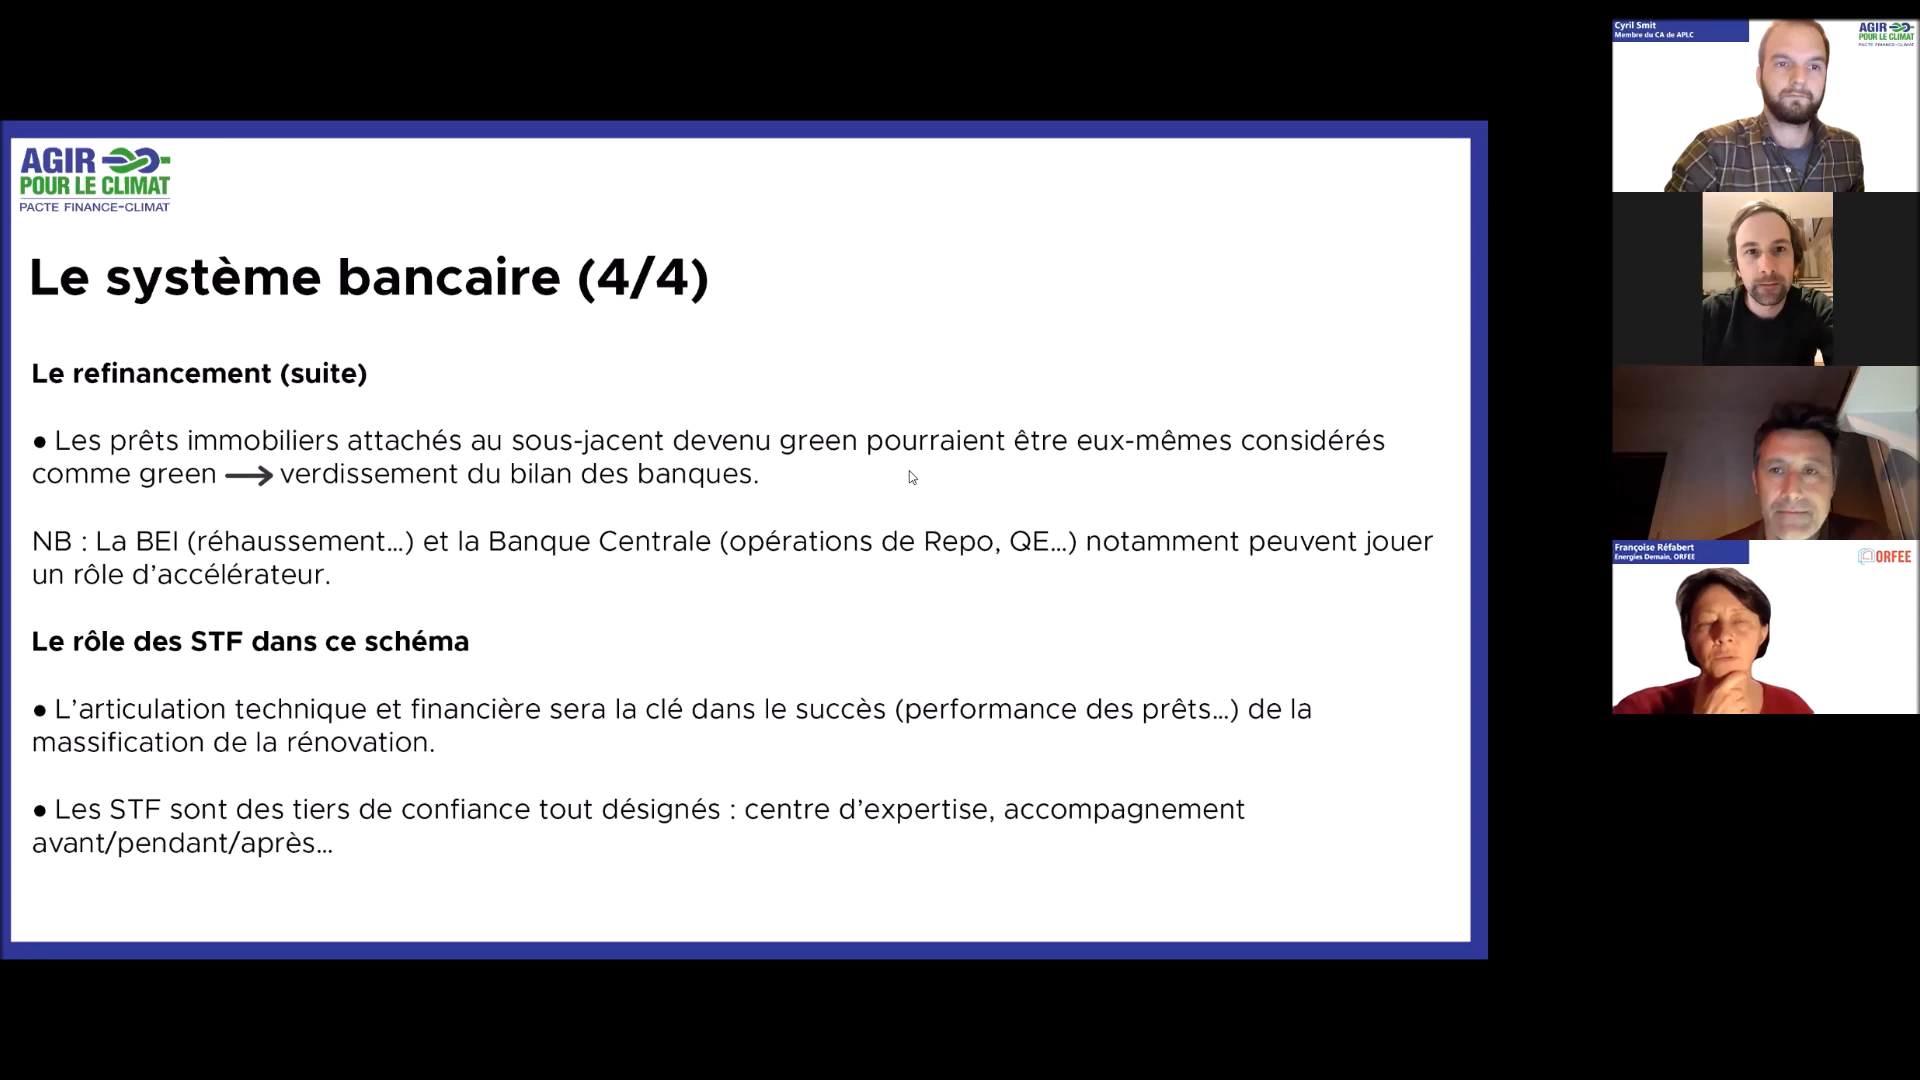 AGIR
POUR LE CLIMAT
PACTE FINANCE-CLIMAT
Le système bancaire (4/4)
Le refinancement (suite)
● Les prêts immobiliers attachés au sous-jacent devenu green pourraient être eux-mêmes considérés
comme green → verdissement du bilan des banques.
NB : La BEI (réhaussement...) et la Banque Centrale (opérations de Repo, QE...) notamment peuvent jouer
un rôle d’accélérateur.
Le rôle des STF dans ce schéma
● L’articulation technique et financière sera la clé dans le succès (performance des prêts...) de la
massification de la rénovation.
● Les STF sont des tiers de confiance tout désignés : centre d’expertise, accompagnement
avant/pendant/après...
Cyril Smit
Membre du CA de APLC
AGIR
POUR LE CLIMAT
PACTE FINANCE-CLIMAT
Françoise Réfabert
Energies Demain, ORFEE
ORFEE